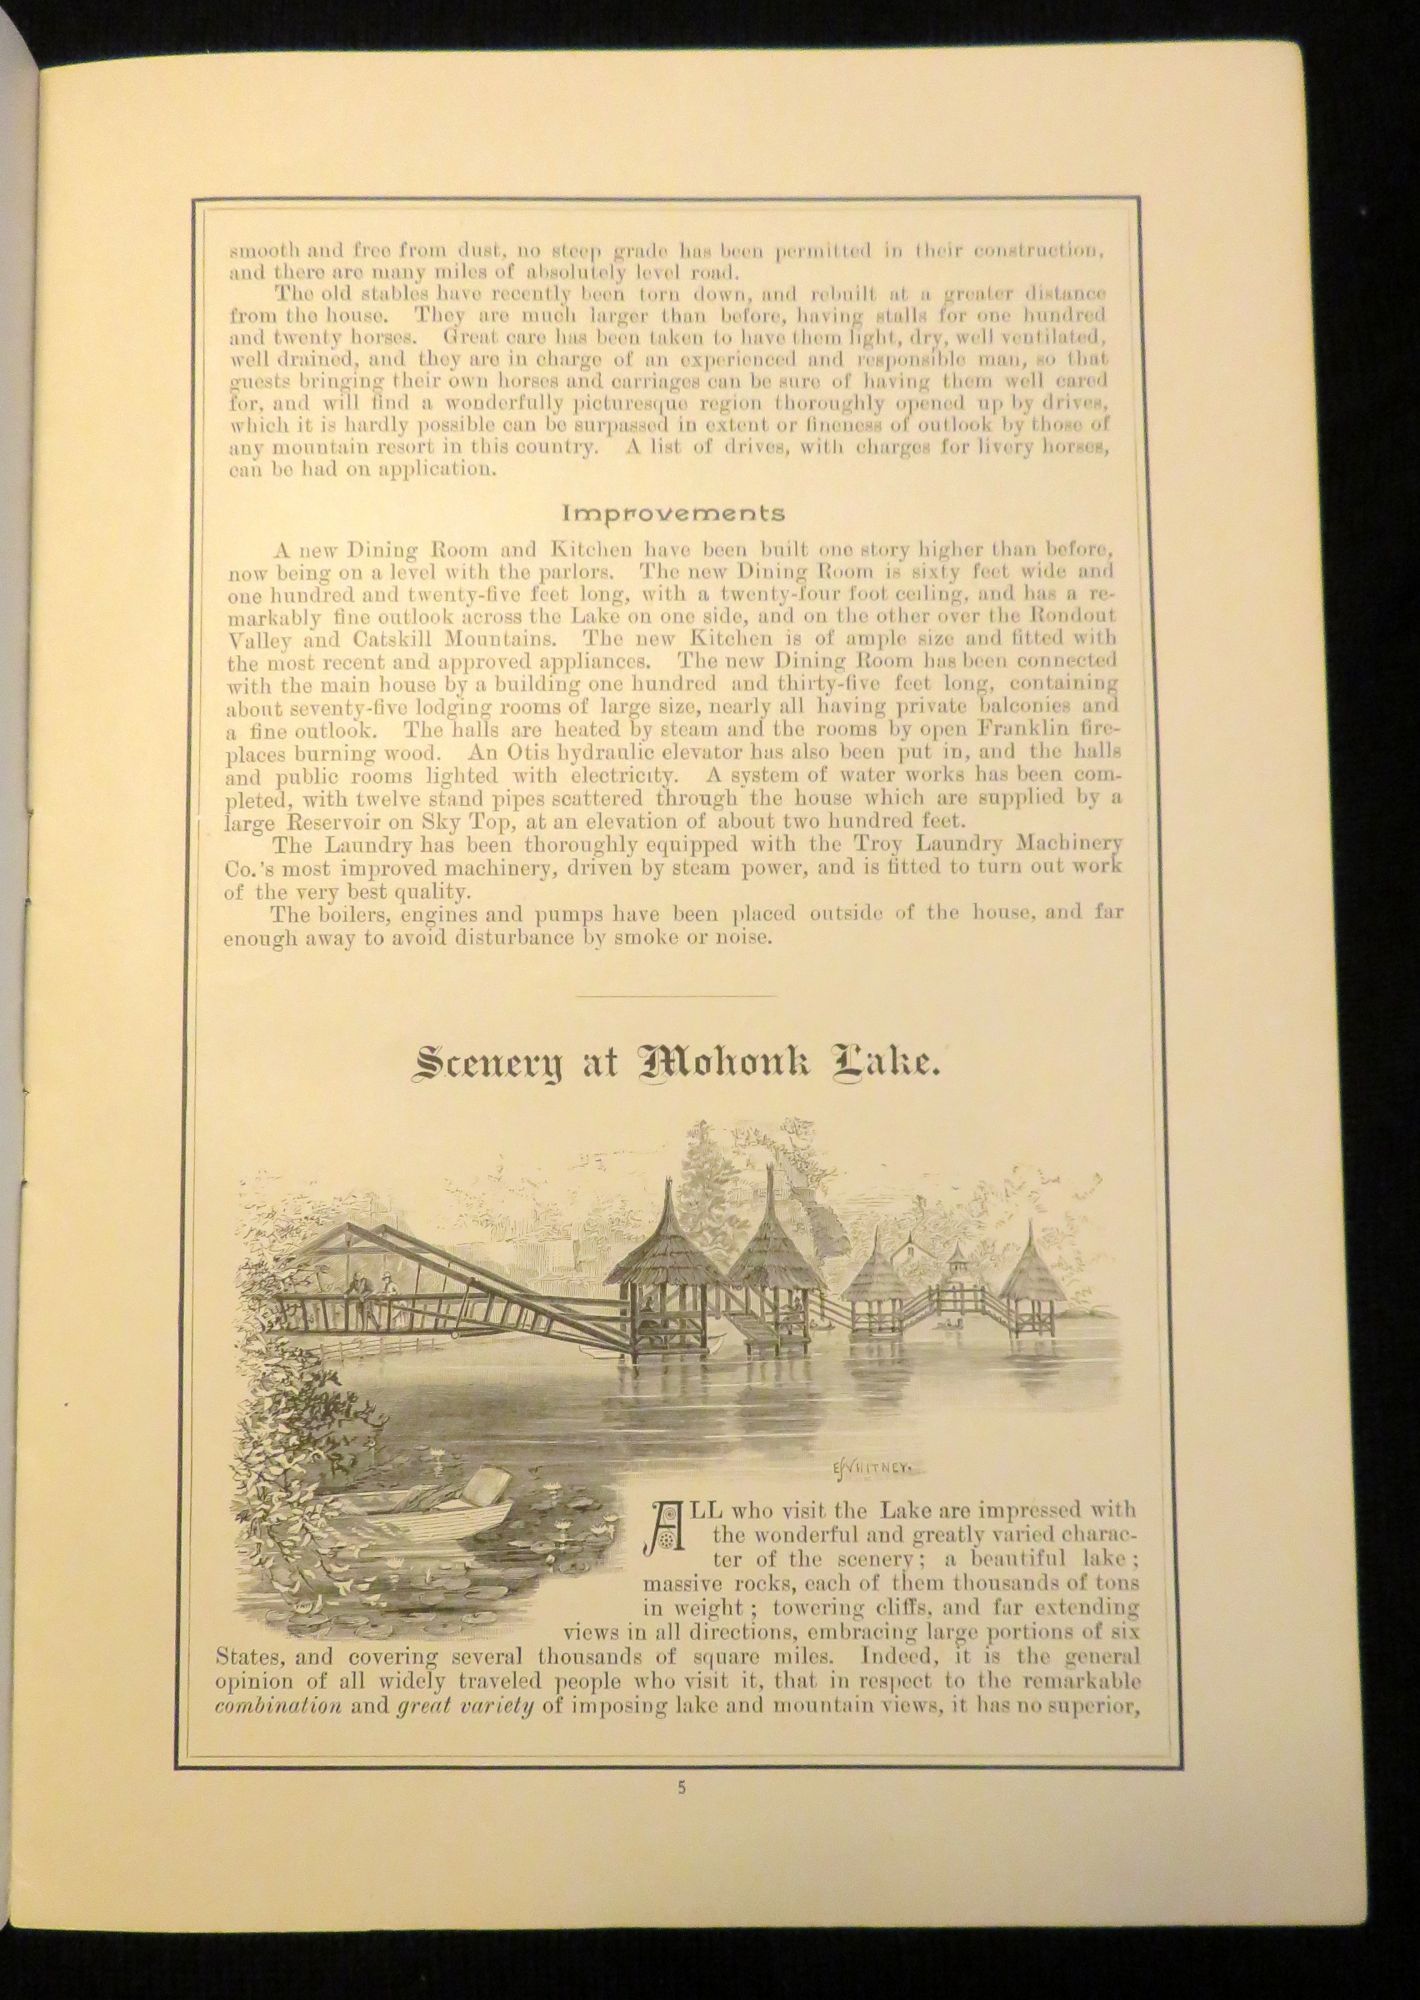 smooth and free from dust, no steep grade has been permitted in their construction,
and there are many miles of absolutely level road.
The old stables have recently been torn down, and rebuilt at a greater distance
from the house. They are much larger than before, having stalls for one hundred
and twenty horses. Great care has been taken to have them light, dry, well ventilated,
well drained, and they are in charge of an experienced and responsible man, so that
guests bringing their own horses and carriages can be sure of having them well cared
for, and will find a wonderfully picturesque region thoroughly opened up by drives,
which it is hardly possible can be surpassed in extent or fineness of outlook by those of
any mountain resort in this country. A list of drives, with charges for livery horses,
can be had on application.
Improvements
A new Dining Room and Kitchen have been built one story higher than before,
now being on a level with the parlors. The new Dining Room is sixty feet wide and
one hundred and twenty-five feet long, with a twenty-four foot ceiling, and has a re-
markably fine outlook across the Lake on one side, and on the other over the Rondout
Valley and Catskill Mountains. The new Kitchen is of ample size and fitted with
the most recent and approved appliances. The new Dining Room has been connected
with the main house by a building one hundred and thirty-five feet long, containing
about seventy-five lodging rooms of large size, nearly all having private balconies and
a fine outlook. The halls are heated by steam and the rooms by open Franklin fire-
places burning wood. An Otis hydraulic elevator has also been put in, and the halls
and public rooms lighted with electricity. A system of water works has been com-
pleted, with twelve stand pipes scattered through the house which are supplied by a
large Reservoir on Sky Top, at an elevation of about two hundred feet.
The Laundry has been thoroughly equipped with the Troy Laundry Machinery
Co.'s most improved machinery, driven by steam power, and is fitted to turn out work
of the very best quality.
The boilers, engines and pumps have been placed outside of the house, and far
enough away to avoid disturbance by smoke or noise.
Scenery at Mohonk Lake.
EJ WHITNEY.
ALL who visit the Lake are impressed with
the wonderful and greatly varied charac-
ter of the scenery; a beautiful lake;
massive rocks, each of them thousands of tons
in weight; towering cliffs, and far extending
views in all directions, embracing large portions of six
States, and covering several thousands of square miles. Indeed, it is the general
opinion of all widely traveled people who visit it, that in respect to the remarkable
combination and great variety of imposing lake and mountain views, it has no superior,
5